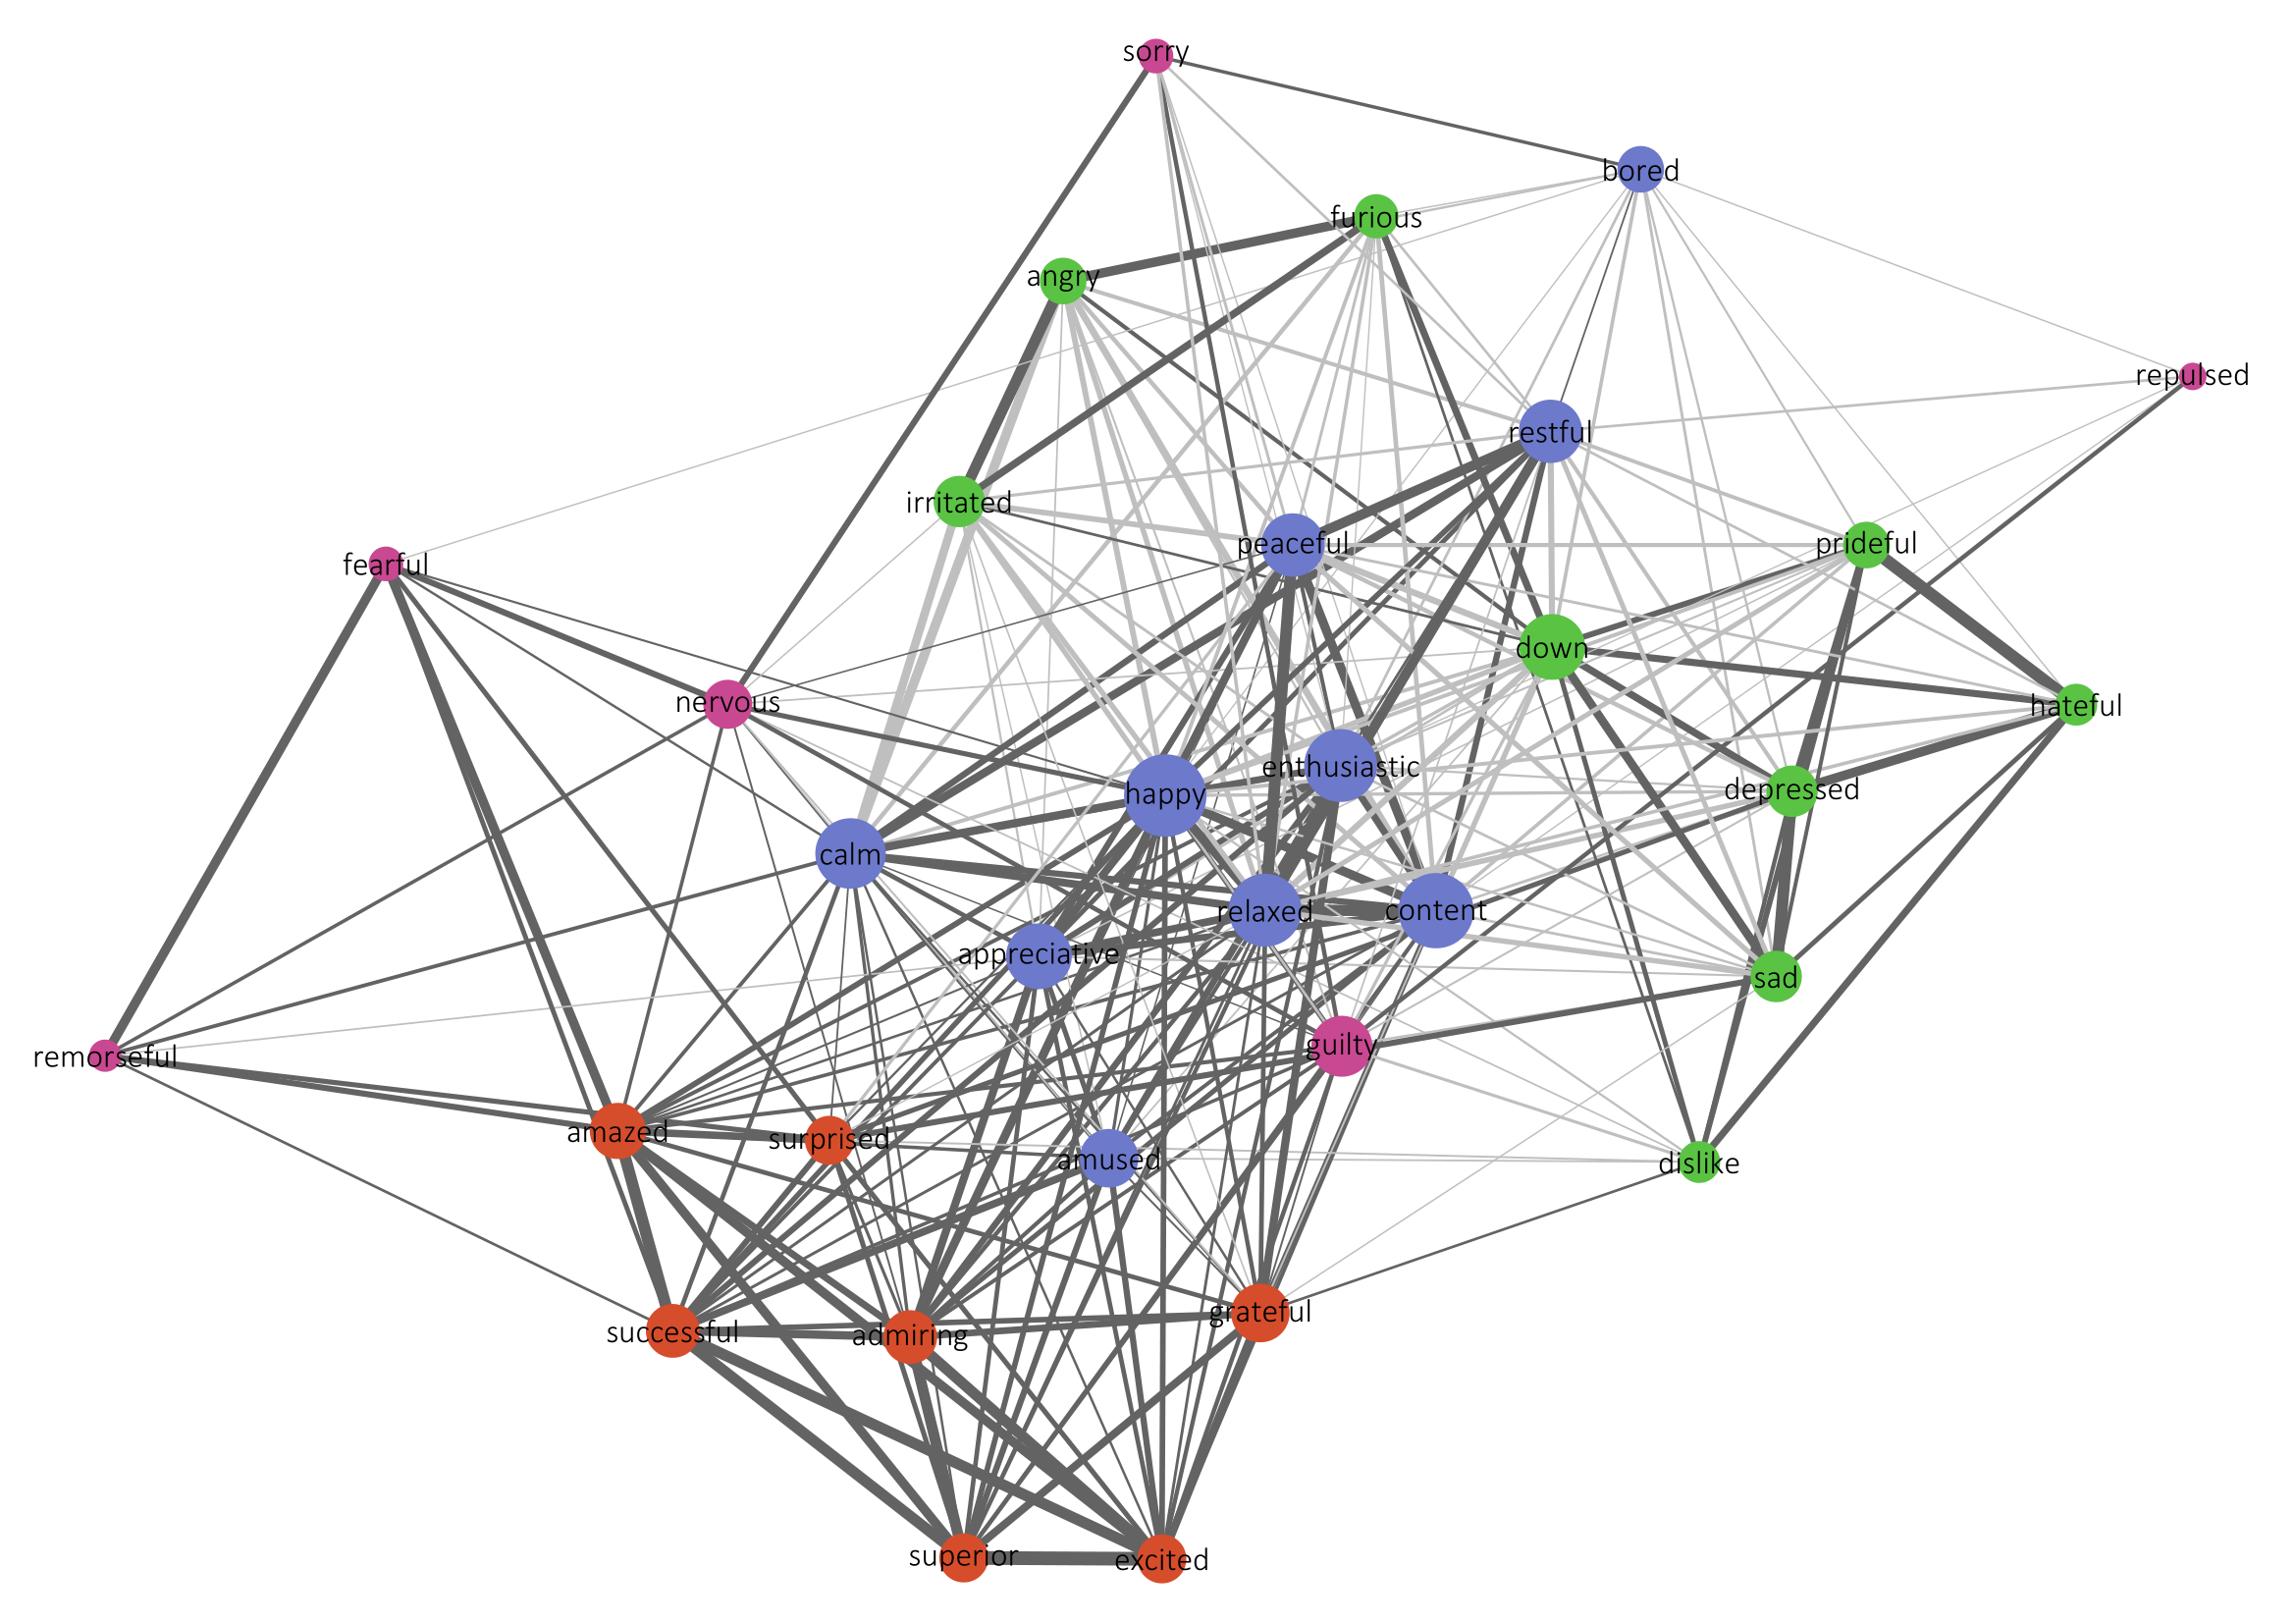 sorry
bored
furious
angry
repulsed
restful
irritated
peaceful
prideful
fearful
down
nervous
hateful
enthusiastic
happy
depressed
calm
relaxed
content
appreciative
sad
guilty
remorseful
amazed
surprised
amused
dislike
grateful
successful
admiring
superior
excited